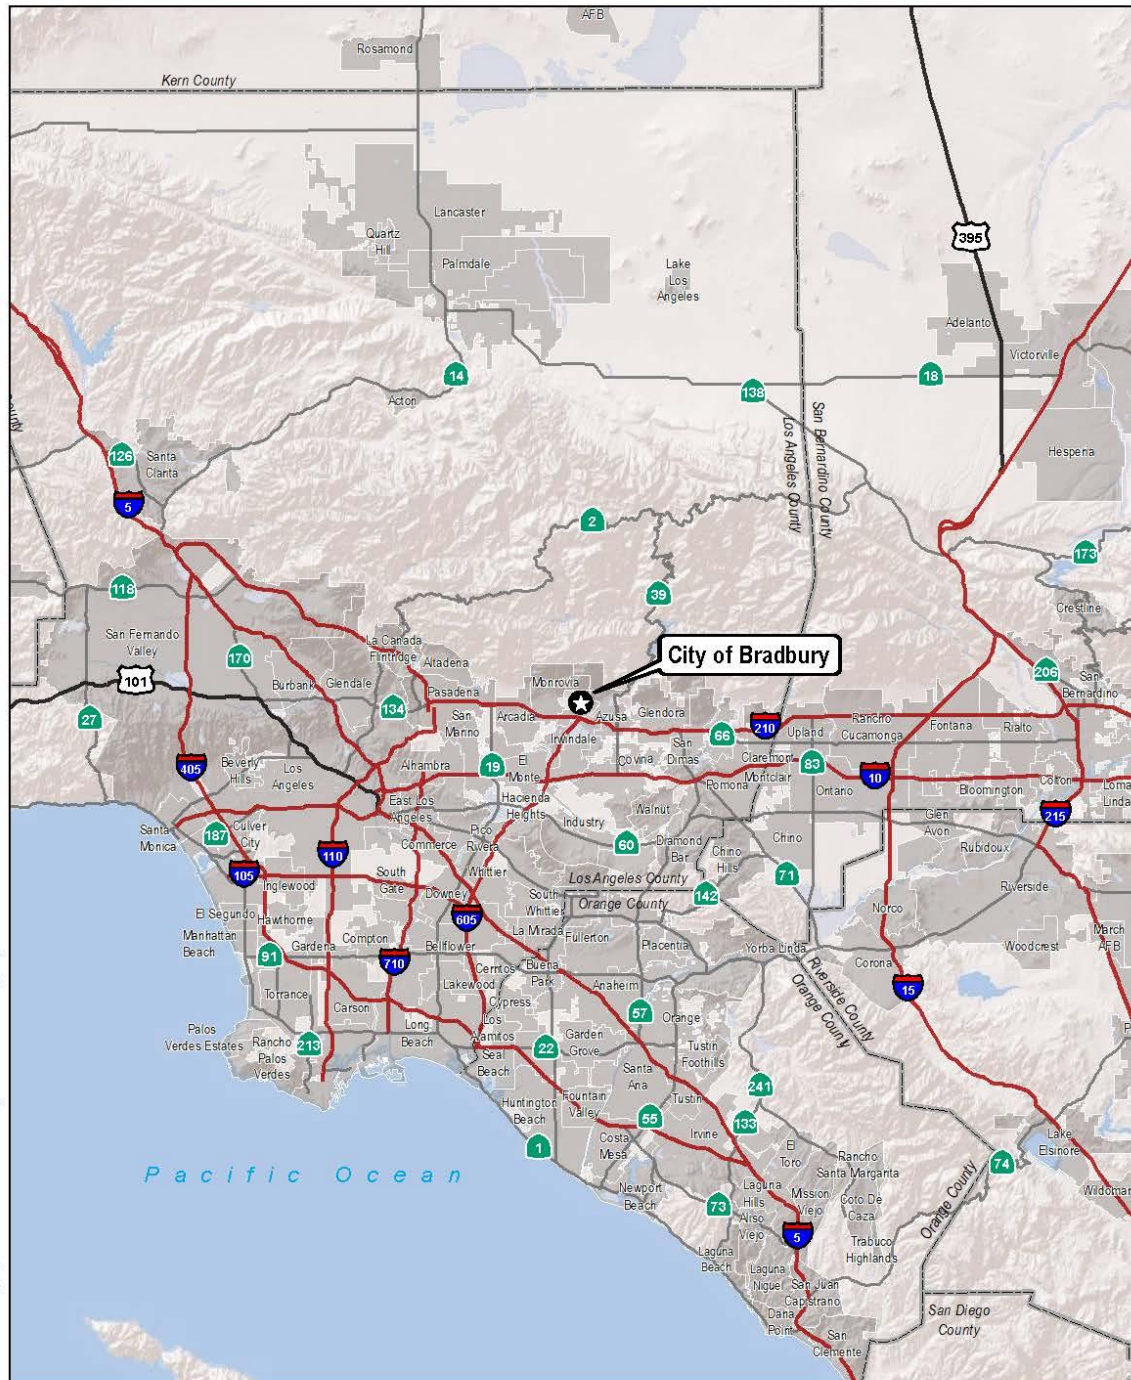 AFB
Rosamond
Kern County
Lancaster
Quartz
Hill
Palmdale
Lake
Los
Angeles
395
Adelanto
Victorville
14
138
18
Acton
San Bernardino County
Los Angeles County
126
Santa
Clarita
Hesperia
5
2
173
118
39
Crestline
San Fernando
Valley
La Canada
Flintridge
Altadena
City of Bradbury
170
101
Burbank
Glendale
Pasadena
Monrovia
206
San
Bernardino
27
134
San
Marino
Arcadia
Azusa
Glendora
66
210
Upland
Rancho
Cucamonga
Fontana
Rialto
Irwindale
405
Beverly
Hills
Los
Angeles
Alhambra
19
El
Monte
Covina
San
Dimas
Claremont
Montclair
83
10
Colton
Pomona
Ontario
Bloomington
Loma
Linda
East Los
Angeles
Hacienda
Heights
Walnut
215
Santa
Monica
187
Culver
City
Commerce
Pico
Rivera
Industry
60
Diamond
Bar
Chino
Glen
Avon
Rubidoux
110
105
Inglewood
South
Gate
Downey
Whittier
Chino
Hills
71
Los Angeles County
Orange County
142
Riverside
El Segundo
Hawthorne
605
South
Whittier
La Mirada
Norco
Manhattan
Beach
Gardena
Compton
Bellflower
Fullerton
Placentia
Yorba Linda
Woodcrest
March
AFB
91
710
Cerritos
Buena
Park
Corona
Torrance
Lakewood
Anaheim
Riverside County
Orange County
15
Carson
Cypress
Los
Alamitos
57
Orange
Palos
Verdes Estates
Rancho
Palos
Verdes
213
Long
Beach
Garden
Grove
22
Tustin
Foothills
Seal
Beach
Santa
Ana
241
Huntington
Beach
Fountain
Valley
Tustin
55
133
Irvine
1
Costa
Mesa
El
Toro
Rancho
Santa Margarita
74
Lake
Elsinore
Pacific Ocean
Newport
Beach
73
Laguna
Hills
Aliso
Viejo
Mission
Viejo
Coto De
Caza
Orange County
Wildomar
5
Trabuco
Highlands
Laguna
Beach
Laguna
Niguel
San Juan
Capistrano
Dana
Point
San
Clemente
San Diego
County